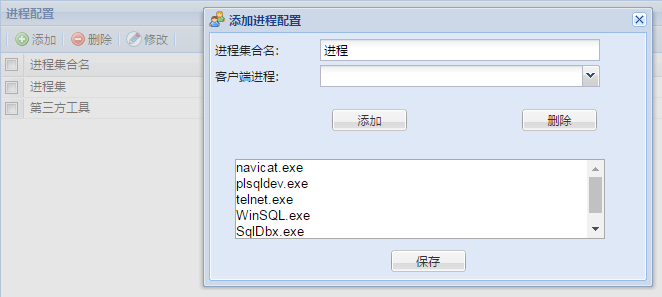 进程配置
添加 删除 修改
进程集合名
进程集
第三方工具
添加进程配置
进程集合名：进程
客户端进程：
添加 删除
navicat.exe
plsqldev.exe
telnet.exe
WinSQL.exe
SqlDbx.exe
保存